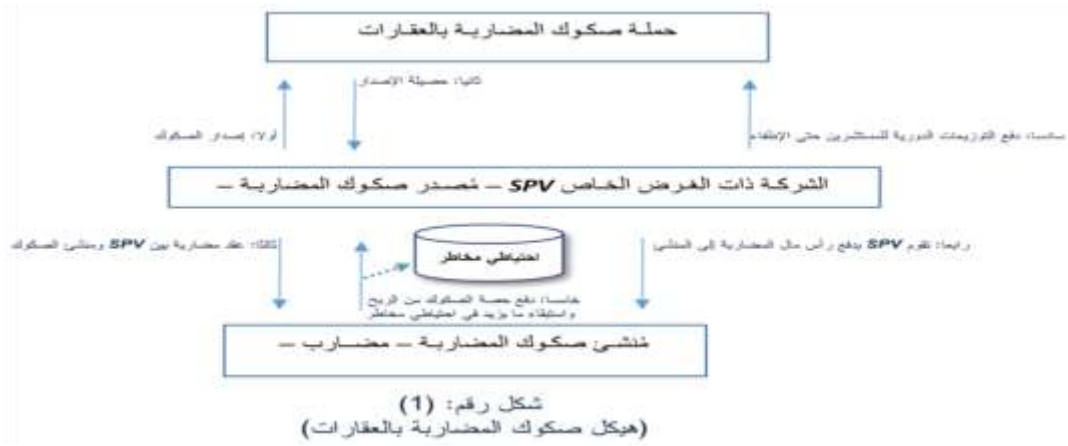 حملة صكوك المضاربة بالعقارات
ثانيا: حصيلة الإصدار
أولا: إصدار الصكوك
سادسا: دفع التوزيعات الدورية للمستثمرين حتى الإطفاء
الشركة ذات الغرض الخاص SPV – مُصدر صكوك المضاربة –
ثالثا: عقد مضاربة بين SPV ومنشئ الصكوك
احتياطي مخاطر
رابعا: تقوم SPV بدفع رأس مال المضاربة إلى المنشئ
خامسا: دفع حصة الصكوك من الربح
واستبقاء ما يزيد في احتياطي مخاطر
مُنشئ صكوك المضاربة – مضارب –
شكل رقم: (1)
(هيكل صكوك المضاربة بالعقارات)